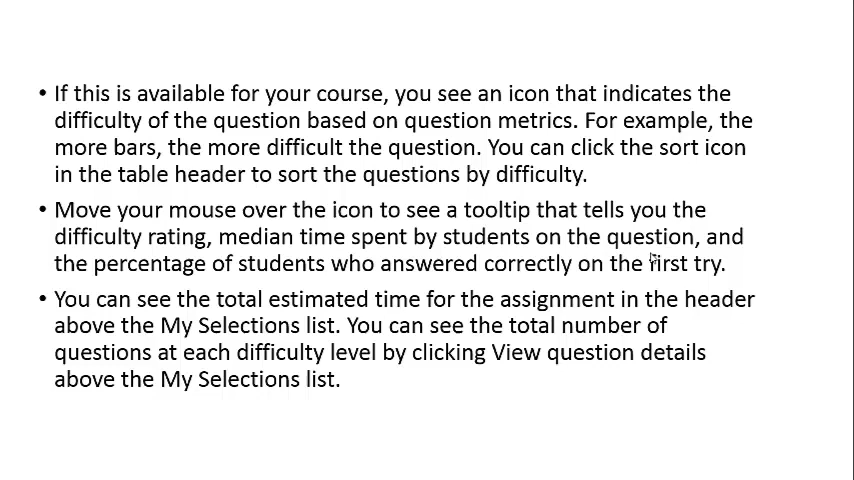 • If this is available for your course, you see an icon that indicates the
difficulty of the question based on question metrics. For example, the
more bars, the more difficult the question. You can click the sort icon
in the table header to sort the questions by difficulty.
• Move your mouse over the icon to see a tooltip that tells you the
difficulty rating, median time spent by students on the question, and
the percentage of students who answered correctly on the first try.
• You can see the total estimated time for the assignment in the header
above the My Selections list. You can see the total number of
questions at each difficulty level by clicking View question details
above the My Selections list.